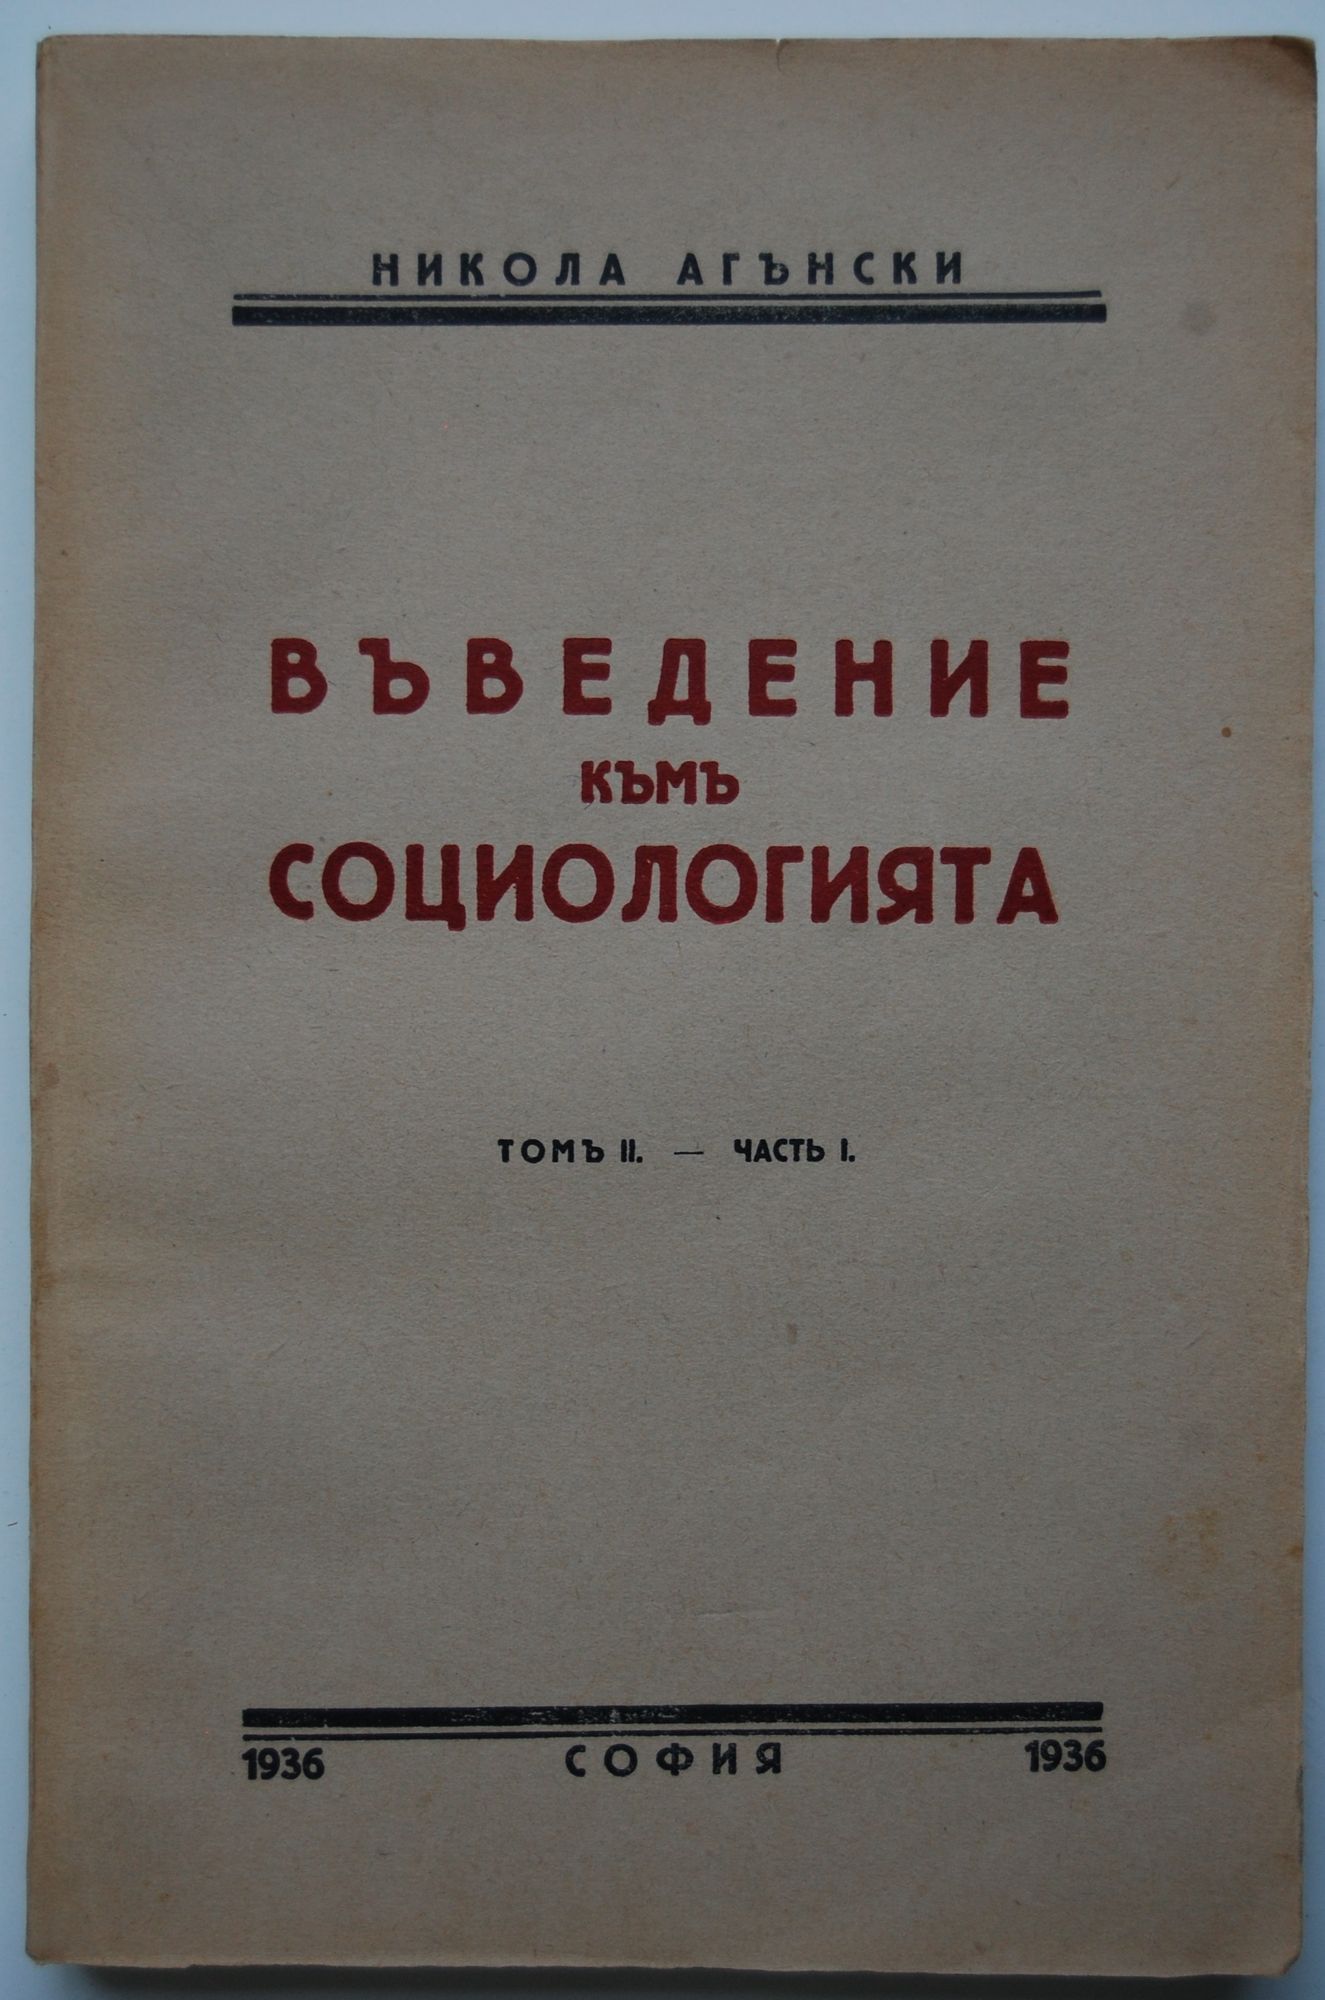 НИКОЛА АГЪНСКИ
ВЪВЕДЕНИЕ
КЪМЪ
СОЦИОЛОГИЯТА
ТОМЪ II. — ЧАСТЬ I.
1936 СОФИЯ 1936